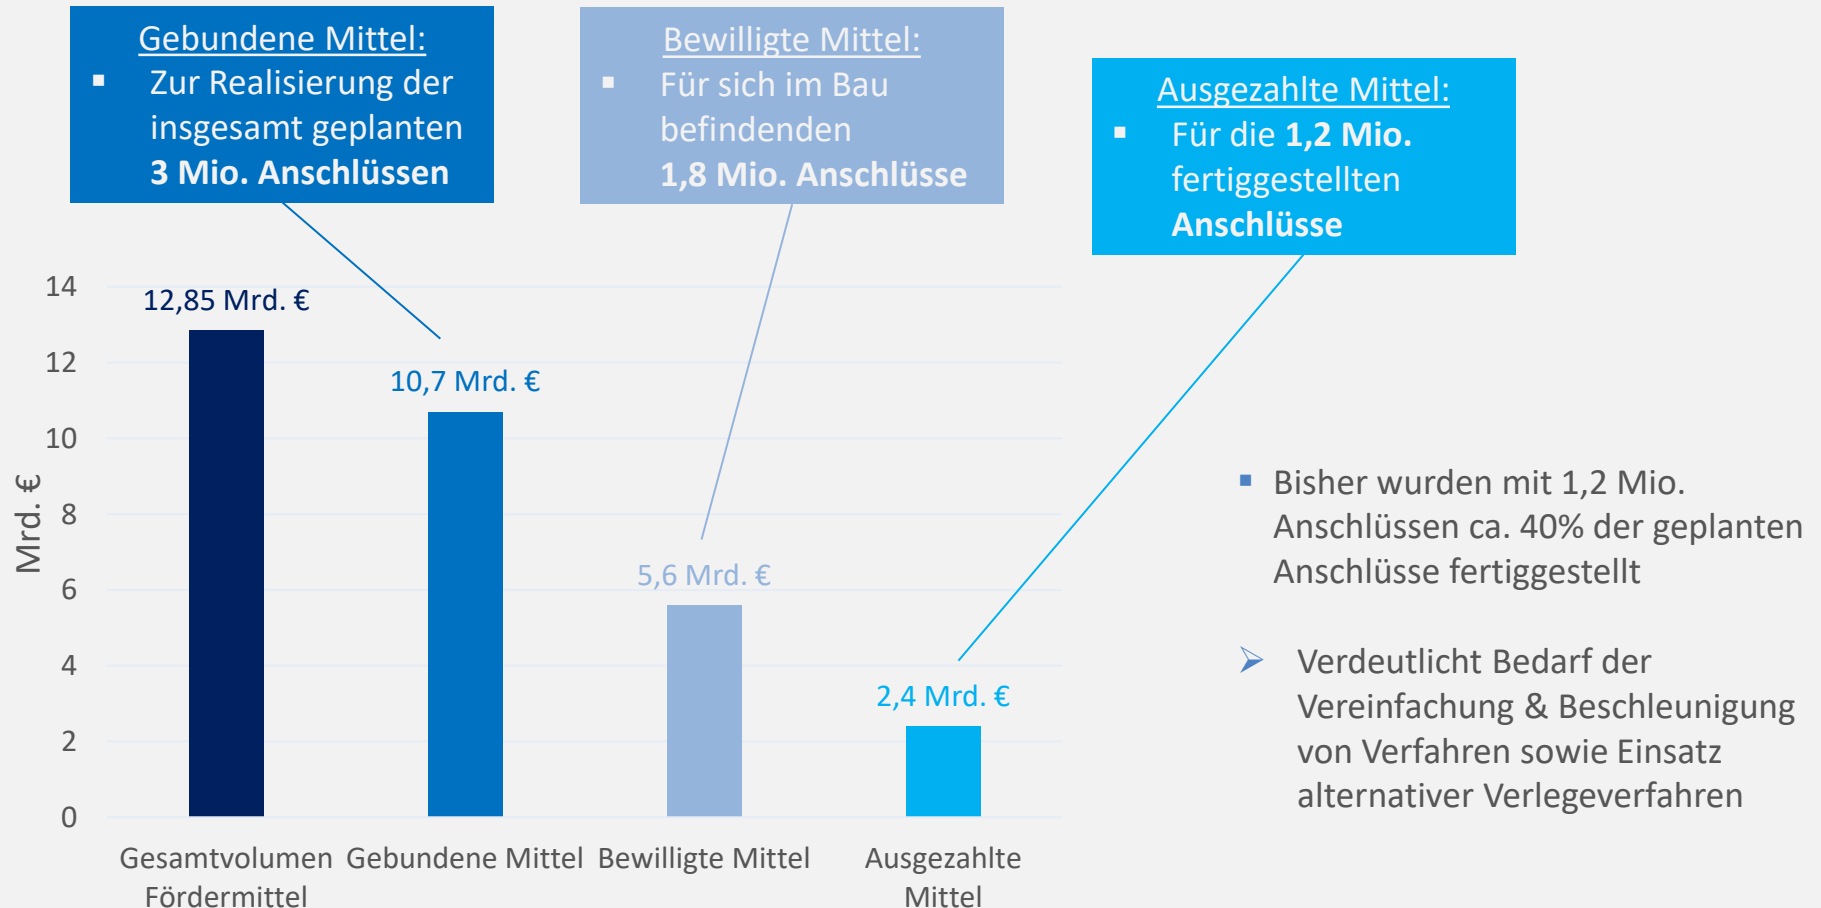 Gebundene Mittel:
▪ Zur Realisierung der
insgesamt geplanten
3 Mio. Anschlüssen
Bewilligte Mittel:
▪ Für sich im Bau
befindenden
1,8 Mio. Anschlüsse
Ausgezahlte Mittel:
▪ Für die 1,2 Mio.
fertiggestellten
Anschlüsse
Mrd. €
14
12
10
8
6
4
2
0
12,85 Mrd. €
10,7 Mrd. €
5,6 Mrd. €
2,4 Mrd. €
Gesamtvolumen
Fördermittel
Gebundene Mittel
Bewilligte Mittel
Ausgezahlte
Mittel
▪ Bisher wurden mit 1,2 Mio.
Anschlüssen ca. 40% der geplanten
Anschlüsse fertiggestellt
➢ Verdeutlicht Bedarf der
Vereinfachung & Beschleunigung
von Verfahren sowie Einsatz
alternativer Verlegeverfahren